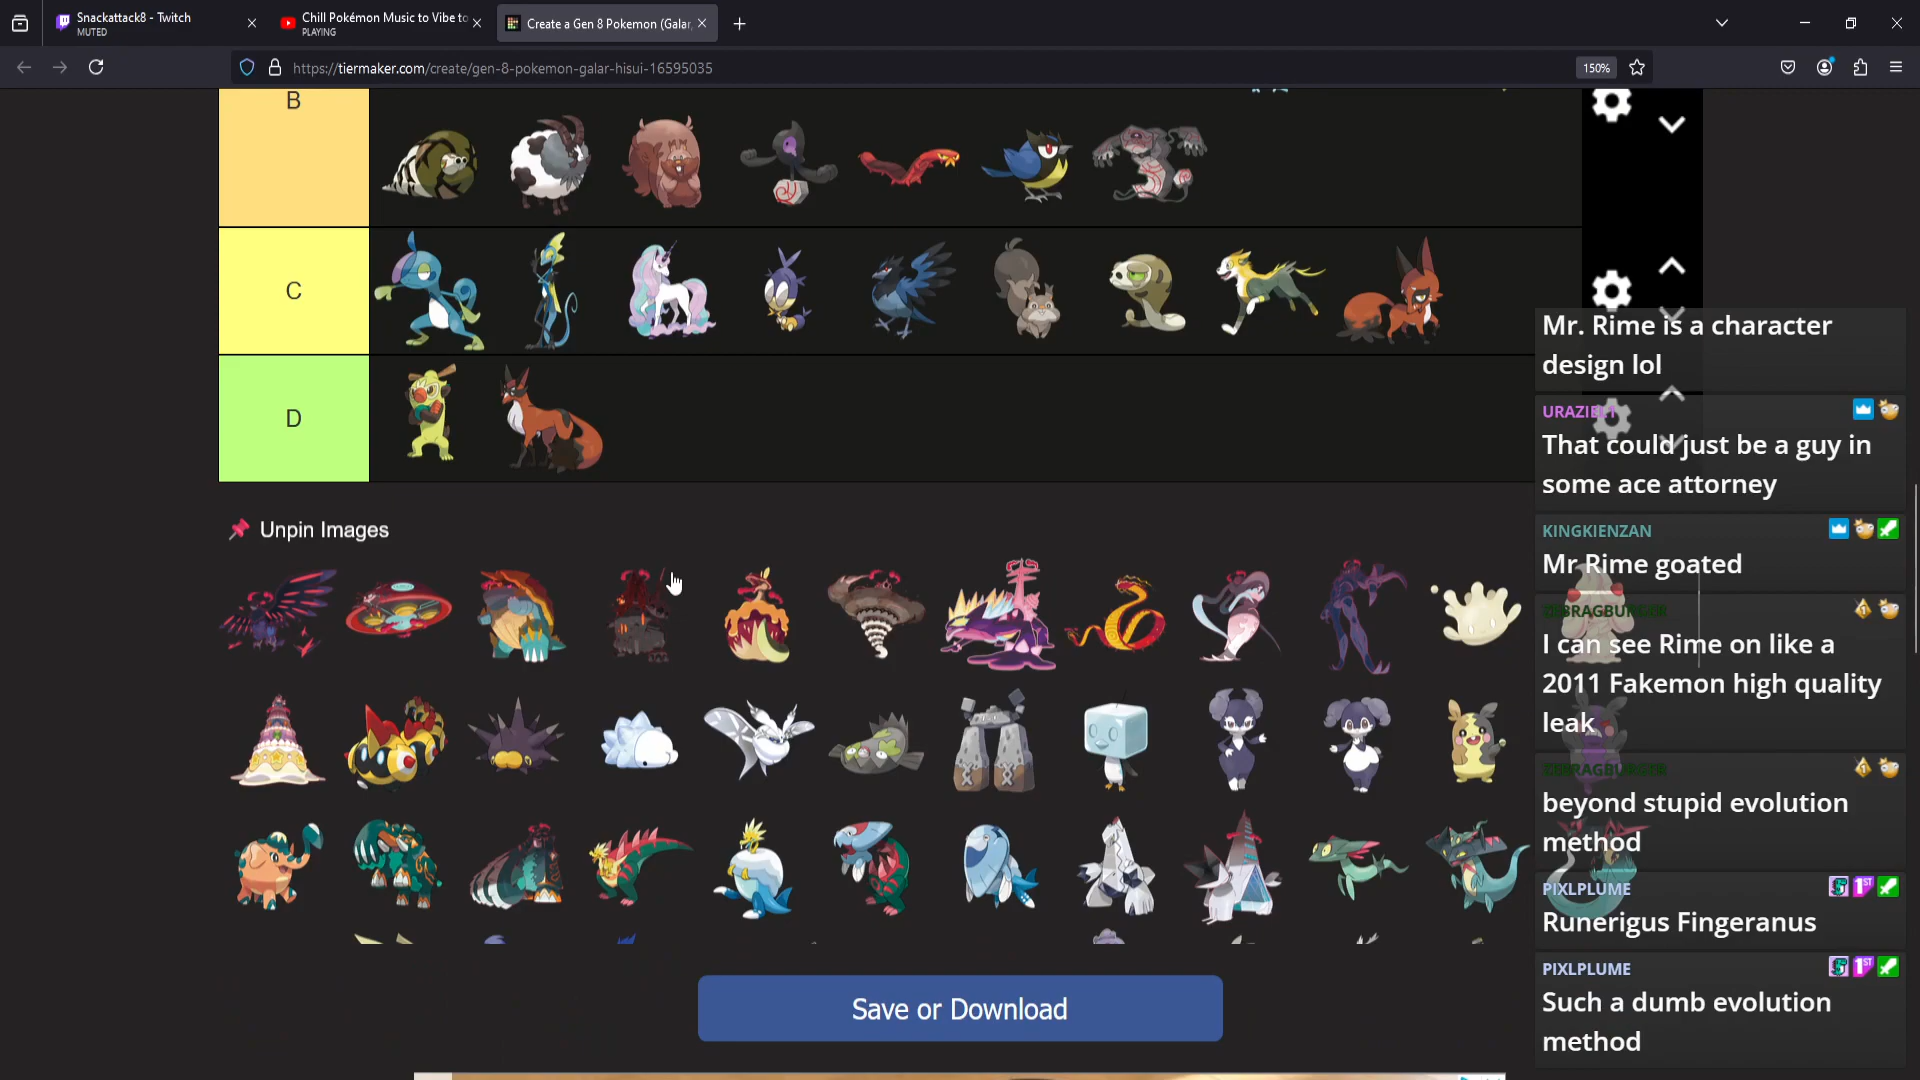 Snackattack8 - Twitch
MUTED
Chill Pokémon Music to Vibe to
PLAYING
Create a Gen 8 Pokemon (Galar,
https://tiermaker.com/create/gen-8-pokemon-galar-hisui-16595035
150%
B
C
D
Unpin Images
Save or Download
Mr. Rime is a character
design lol
URAZIEL1
That could just be a guy in
some ace attorney
KINGKIENZAN
Mr Rime goated
I can see Rime on like a
2011 Fakemon high quality
leak
beyond stupid evolution
method
PIXLPLUME
Runerigus Fingeranus
PIXLPLUME
Such a dumb evolution
method